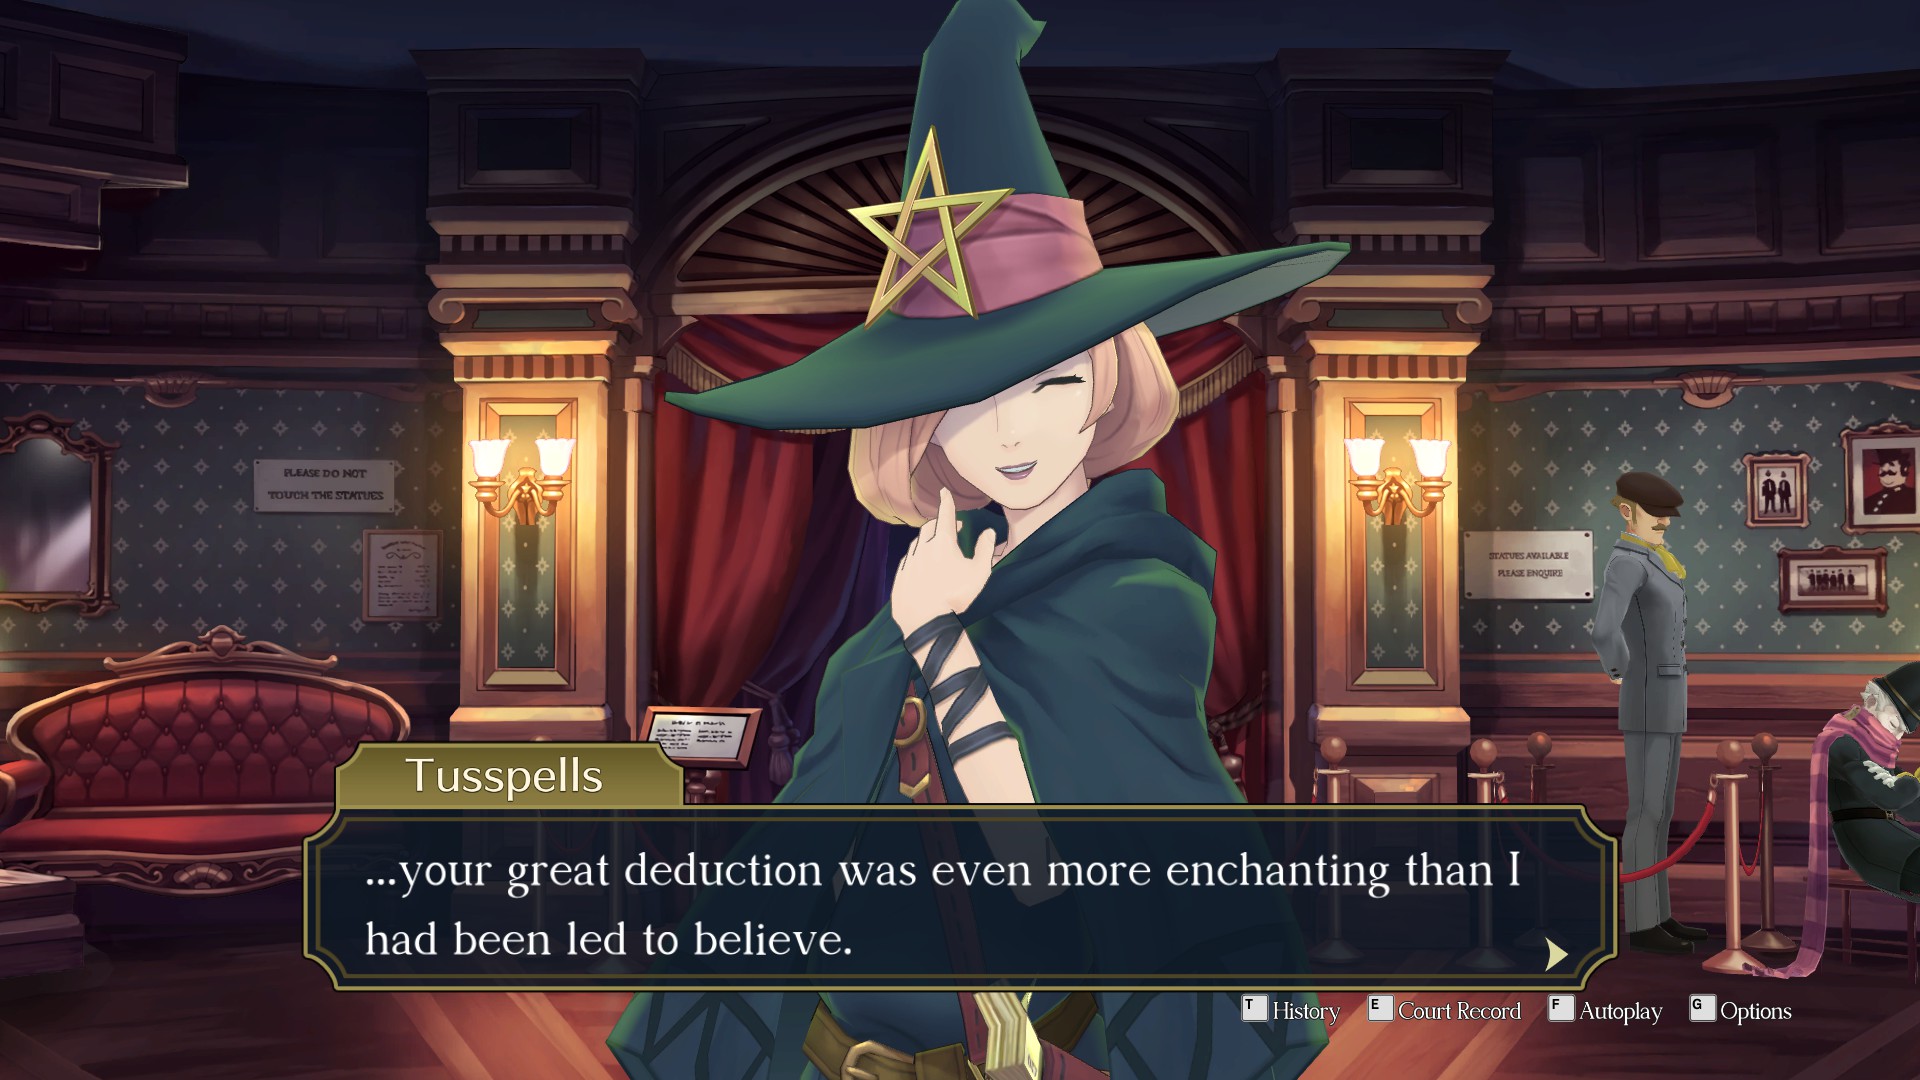 PLEASE DO NOT
TOUCH THE STATUES
STATUES AVAILABLE
PLEASE ENQUIRE
Tusspells
...your great deduction was even more enchanting than I
had been led to believe.
T History E Court Record F Autoplay G Options